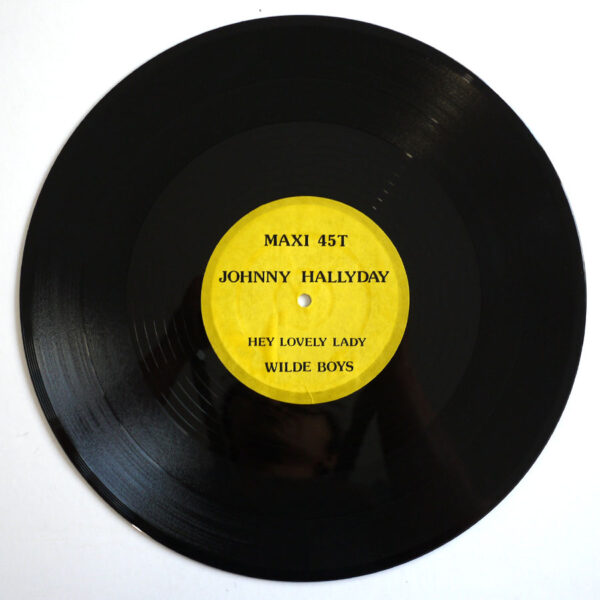 MAXI 45T
JOHNNY HALLYDAY
HEY LOVELY LADY
WILDE BOYS